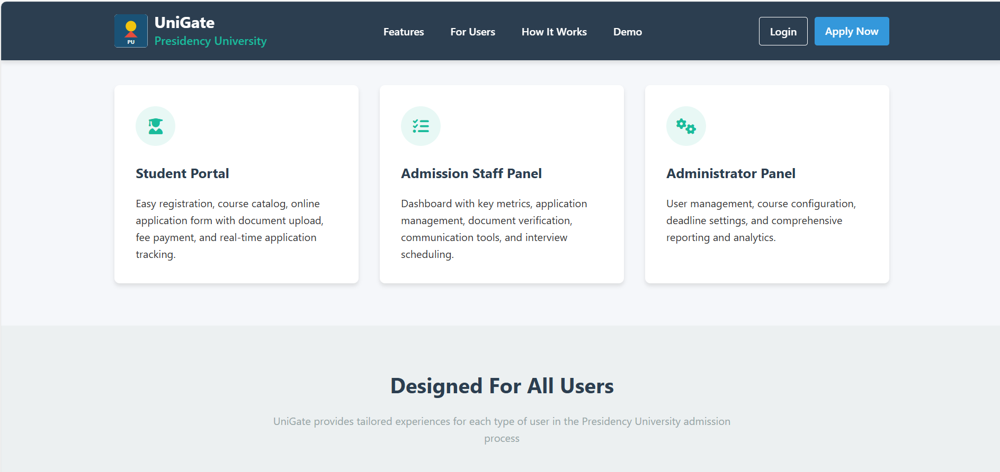 PU
UniGate
Presidency University
Features
For Users
How It Works
Demo
Login
Apply Now
Student Portal
Easy registration, course catalog, online
application form with document upload,
fee payment, and real-time application
tracking.
Admission Staff Panel
Dashboard with key metrics, application
management, document verification,
communication tools, and interview
scheduling.
Administrator Panel
User management, course configuration,
deadline settings, and comprehensive
reporting and analytics.
Designed For All Users
UniGate provides tailored experiences for each type of user in the Presidency University admission
process